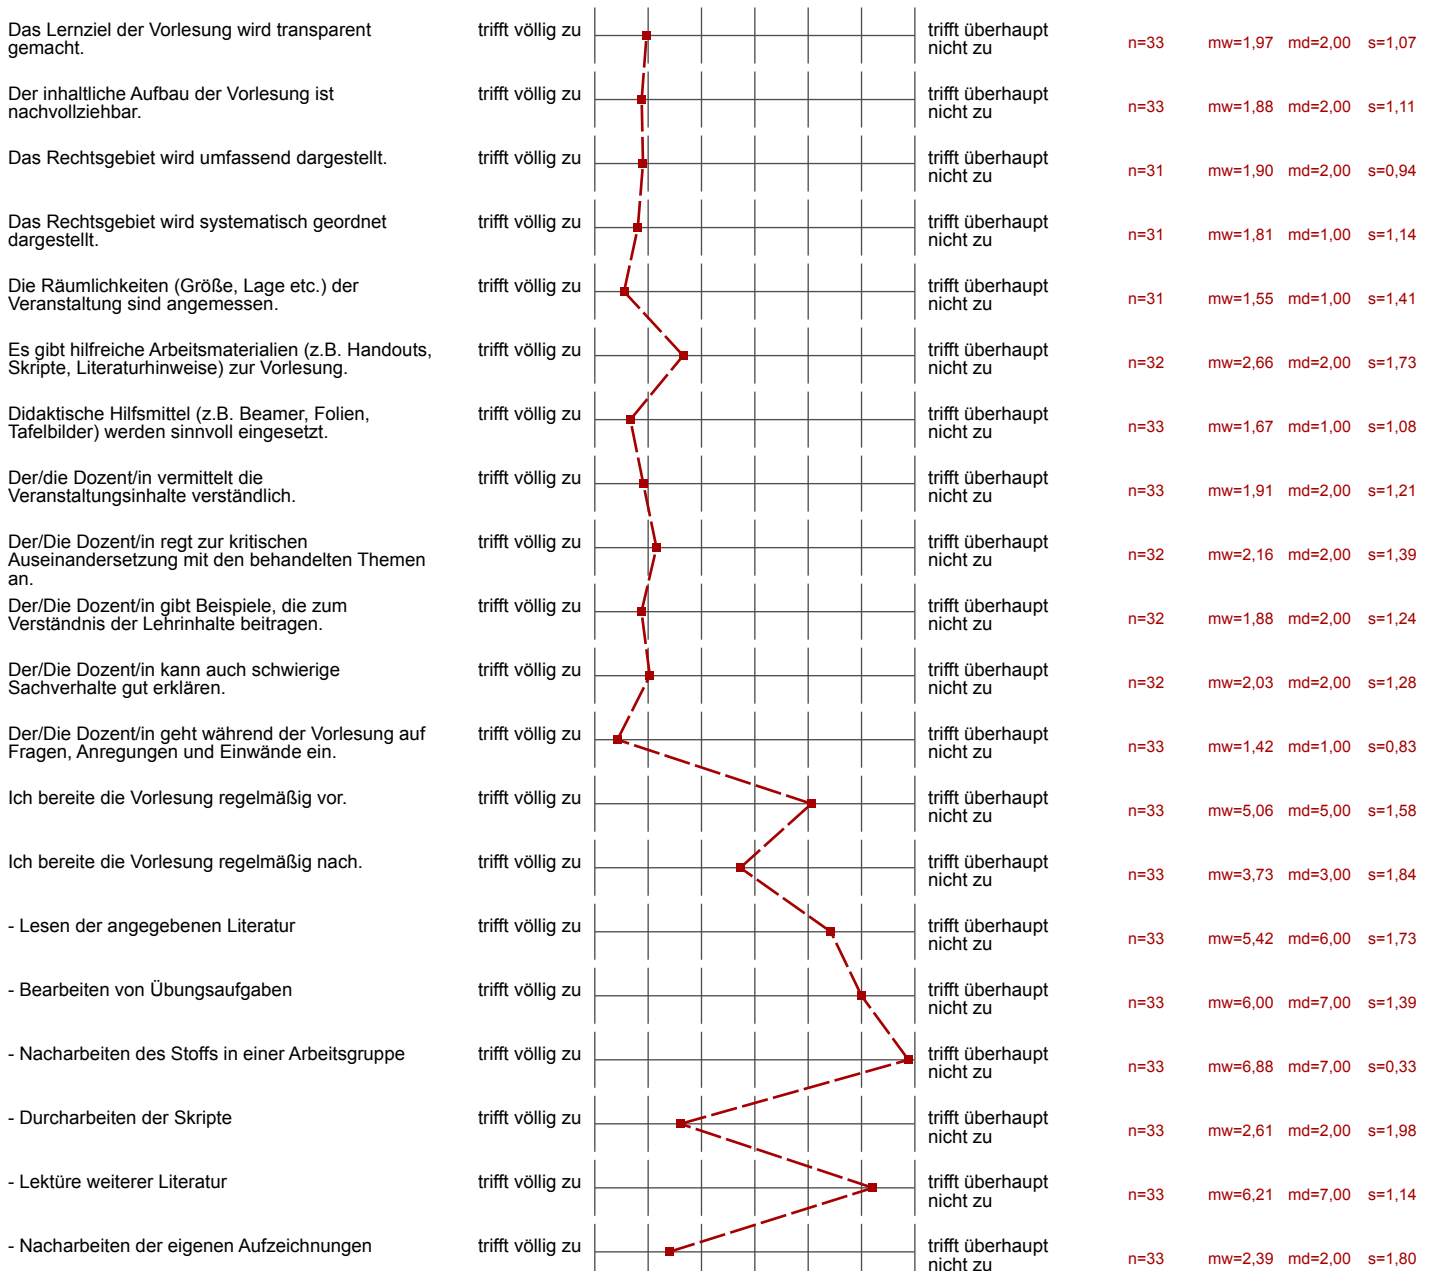 Das Lernziel der Vorlesung wird transparent
gemacht.
trifft völlig zu
trifft überhaupt
nicht zu
n=33 mw=1,97 md=2,00 s=1,07
Der inhaltliche Aufbau der Vorlesung ist
nachvollziehbar.
trifft völlig zu
trifft überhaupt
nicht zu
n=33 mw=1,88 md=2,00 s=1,11
Das Rechtsgebiet wird umfassend dargestellt.
trifft völlig zu
trifft überhaupt
nicht zu
n=31 mw=1,90 md=2,00 s=0,94
Das Rechtsgebiet wird systematisch geordnet
dargestellt.
trifft völlig zu
trifft überhaupt
nicht zu
n=31 mw=1,81 md=1,00 s=1,14
Die Räumlichkeiten (Größe, Lage etc.) der
Veranstaltung sind angemessen.
trifft völlig zu
trifft überhaupt
nicht zu
n=31 mw=1,55 md=1,00 s=1,41
Es gibt hilfreiche Arbeitsmaterialien (z.B. Handouts,
Skripte, Literaturhinweise) zur Vorlesung.
trifft völlig zu
trifft überhaupt
nicht zu
n=32 mw=2,66 md=2,00 s=1,73
Didaktische Hilfsmittel (z.B. Beamer, Folien,
Tafelbilder) werden sinnvoll eingesetzt.
trifft völlig zu
trifft überhaupt
nicht zu
n=33 mw=1,67 md=1,00 s=1,08
Der/die Dozent/in vermittelt die
Veranstaltungsinhalte verständlich.
trifft völlig zu
trifft überhaupt
nicht zu
n=33 mw=1,91 md=2,00 s=1,21
Der/Die Dozent/in regt zur kritischen
Auseinandersetzung mit den behandelten Themen
an.
trifft völlig zu
trifft überhaupt
nicht zu
n=32 mw=2,16 md=2,00 s=1,39
Der/Die Dozent/in gibt Beispiele, die zum
Verständnis der Lehrinhalte beitragen.
trifft völlig zu
trifft überhaupt
nicht zu
n=32 mw=1,88 md=2,00 s=1,24
Der/Die Dozent/in kann auch schwierige
Sachverhalte gut erklären.
trifft völlig zu
trifft überhaupt
nicht zu
n=32 mw=2,03 md=2,00 s=1,28
Der/Die Dozent/in geht während der Vorlesung auf
Fragen, Anregungen und Einwände ein.
trifft völlig zu
trifft überhaupt
nicht zu
n=33 mw=1,42 md=1,00 s=0,83
Ich bereite die Vorlesung regelmäßig vor.
trifft völlig zu
trifft überhaupt
nicht zu
n=33 mw=5,06 md=5,00 s=1,58
Ich bereite die Vorlesung regelmäßig nach.
trifft völlig zu
trifft überhaupt
nicht zu
n=33 mw=3,73 md=3,00 s=1,84
- Lesen der angegebenen Literatur
trifft völlig zu
trifft überhaupt
nicht zu
n=33 mw=5,42 md=6,00 s=1,73
- Bearbeiten von Übungsaufgaben
trifft völlig zu
trifft überhaupt
nicht zu
n=33 mw=6,00 md=7,00 s=1,39
- Nacharbeiten des Stoffs in einer Arbeitsgruppe
trifft völlig zu
trifft überhaupt
nicht zu
n=33 mw=6,88 md=7,00 s=0,33
- Durcharbeiten der Skripte
trifft völlig zu
trifft überhaupt
nicht zu
n=33 mw=2,61 md=2,00 s=1,98
- Lektüre weiterer Literatur
trifft völlig zu
trifft überhaupt
nicht zu
n=33 mw=6,21 md=7,00 s=1,14
- Nacharbeiten der eigenen Aufzeichnungen
trifft völlig zu
trifft überhaupt
nicht zu
n=33 mw=2,39 md=2,00 s=1,80